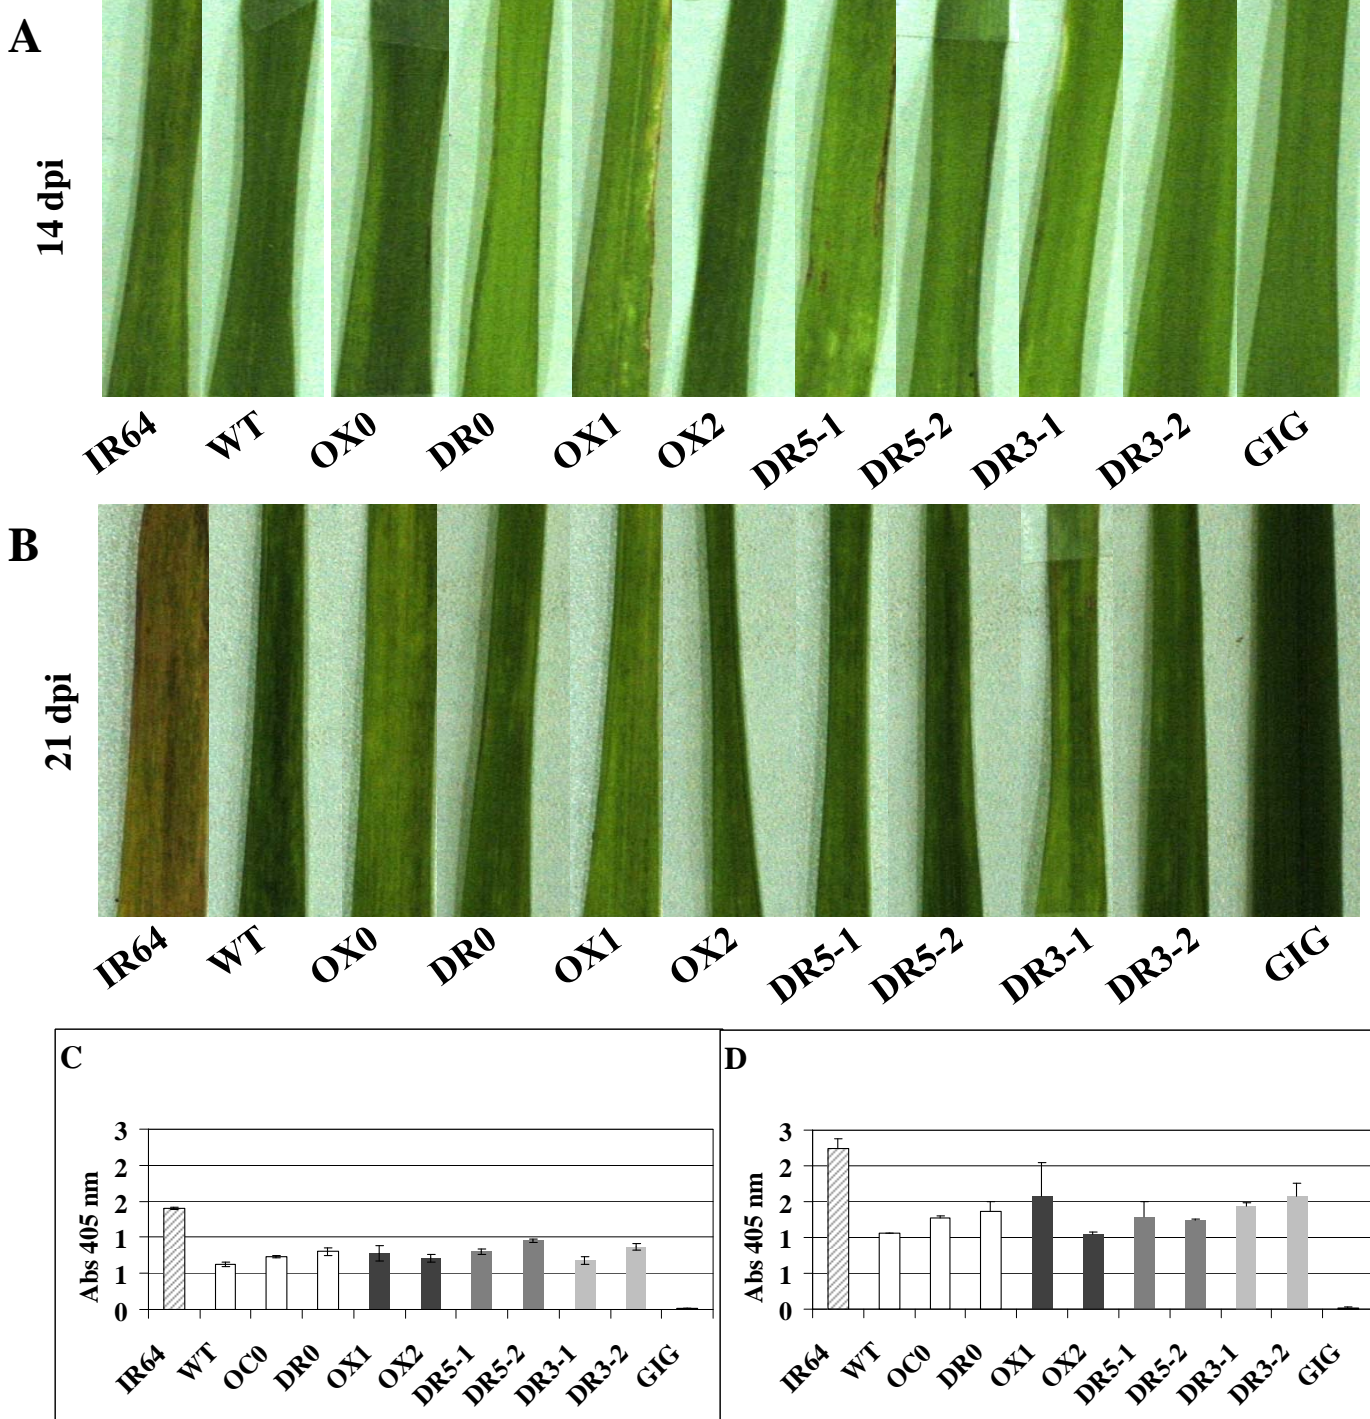 A
14 dpi
IR64 WT OX0 DR0 OX1 OX2 DR5-1 DR5-2 DR3-1 DR3-2 GIG
B
21 dpi
IR64 WT OX0 DR0 OX1 OX2 DR5-1 DR5-2 DR3-1 DR3-2 GIG
C
Abs 405 nm
3
2
2
1
1
0
IR64 WT OC0 DR0 OX1 OX2 DR5-1 DR5-2 DR3-1 DR3-2 GIG
D
Abs 405 nm
3
2
2
1
1
0
IR64 WT OC0 DR0 OX1 OX2 DR5-1 DR5-2 DR3-1 DR3-2 GIG